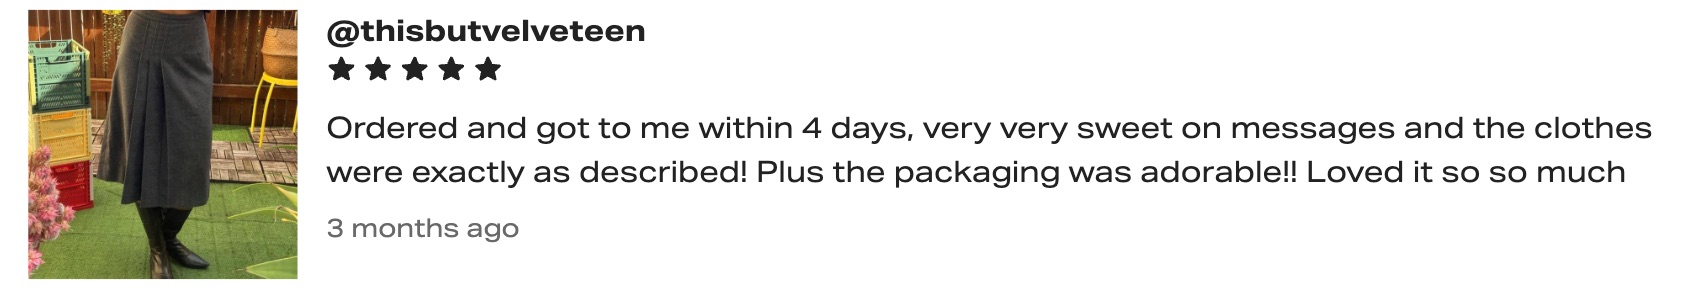 @thisbutvelveteen
★★★★★
Ordered and got to me within 4 days, very very sweet on messages and the clothes
were exactly as described! Plus the packaging was adorable!! Loved it so so much
3 months ago